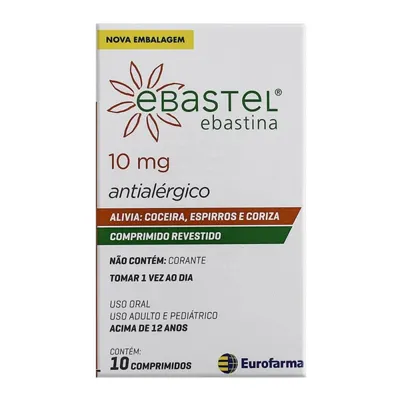 NOVA EMBALAGEM
eBASTEL®
ebastina
10 mg
antialérgico
ALIVIA: COCEIRA, ESPIRROS E CORIZA
COMPRIMIDO REVESTIDO
NÃO CONTÉM: CORANTE
TOMAR 1 VEZ AO DIA
USO ORAL
USO ADULTO E PEDIÁTRICO
ACIMA DE 12 ANOS
CONTÉM:
10 COMPRIMIDOS
Eurofarma